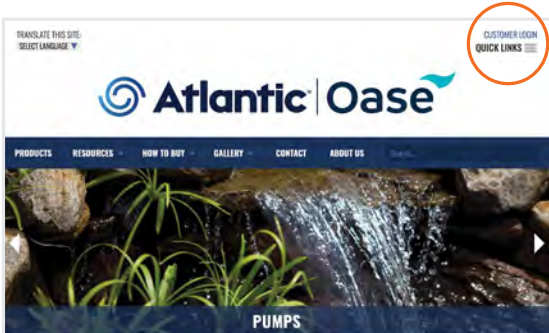 TRANSLATE THIS SITE:
SELECT LANGUAGE ▼
CUSTOMER LOGIN
QUICK LINKS
Atlantic | Oase
PRODUCTS RESOURCES HOW TO BUY GALLERY CONTACT ABOUT US Search...
PUMPS